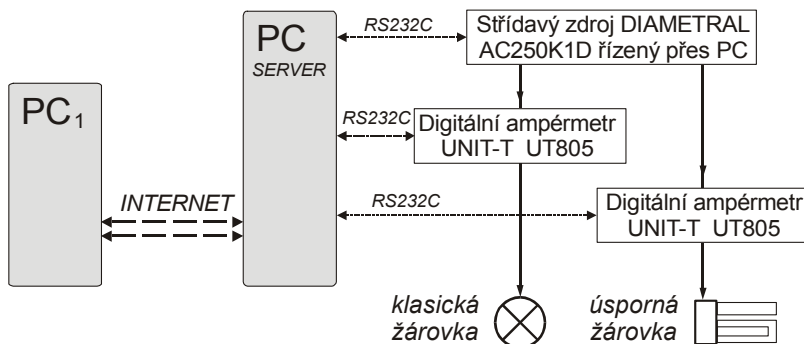 PC₁
INTERNET
PC
SERVER
RS232C
Střídavý zdroj DIAMETRAL
AC250K1D řízený přes PC
RS232C
Digitální ampérmetr
UNIT-T UT805
RS232C
Digitální ampérmetr
UNIT-T UT805
klasická
žárovka
úsporná
žárovka